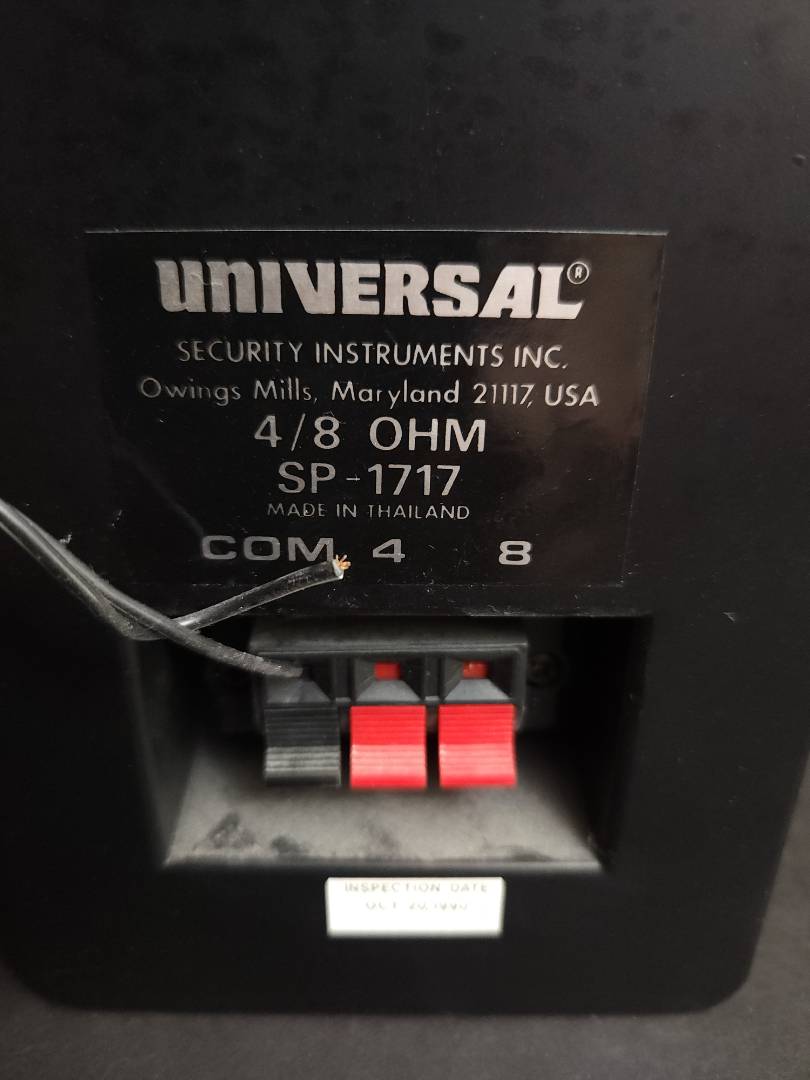 UNIVERSAL®
SECURITY INSTRUMENTS INC.
Owings Mills, Maryland 21117, USA
4/8 OHM
SP-1717
MADE IN THAILAND
COM 4 8
INSPECTION DATE
OCT